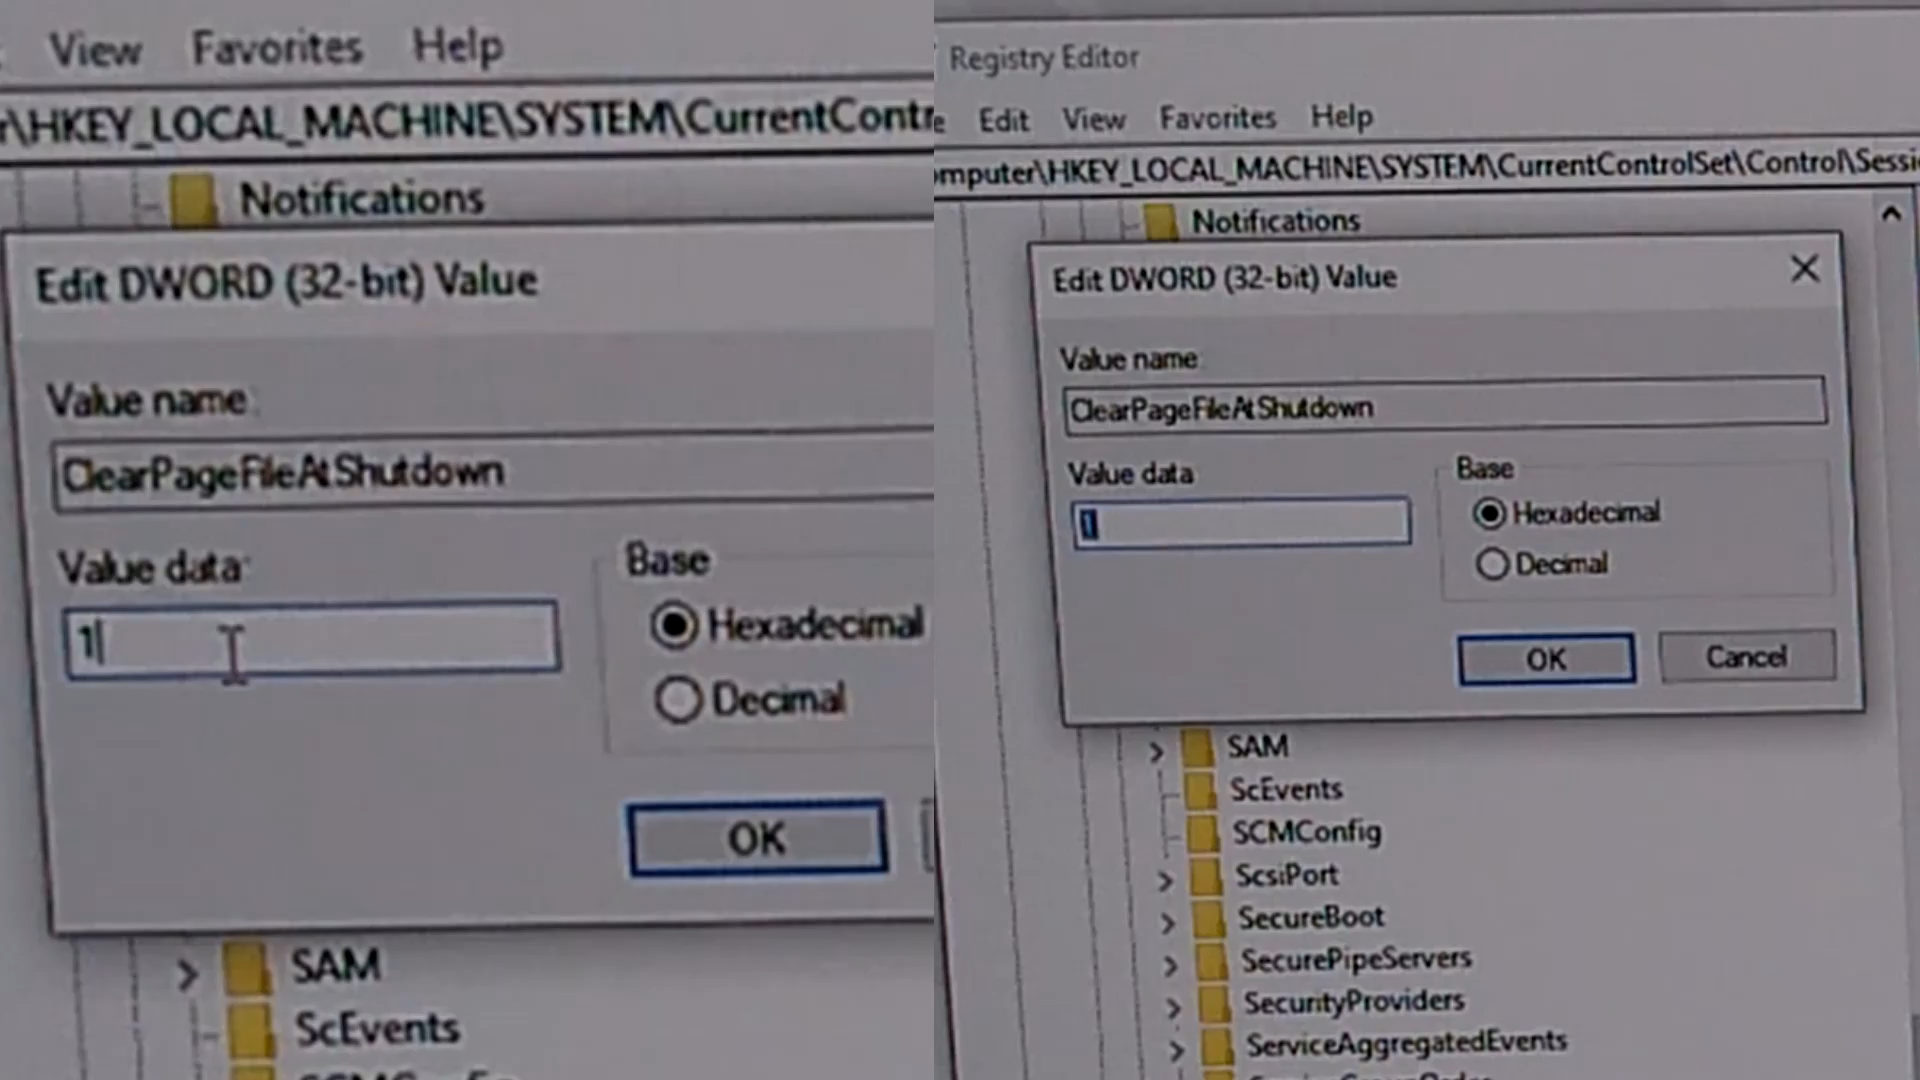 View Favorites Help
r\HKEY_LOCAL_MACHINE\SYSTEM\CurrentContr
Notifications
Edit DWORD (32-bit) Value
Value name:
ClearPageFileAtShutdown
Value data:
1
Base
Hexadecimal
Decimal
OK
SAM
ScEvents
Registry Editor
e Edit View Favorites Help
omputer\HKEY_LOCAL_MACHINE\SYSTEM\CurrentControlSet\Control\Sessi
Notifications
Edit DWORD (32-bit) Value
Value name:
ClearPageFileAtShutdown
Value data
1
Base
Hexadecimal
Decimal
OK Cancel
SAM
ScEvents
SCMConfig
ScsiPort
SecureBoot
SecurePipeServers
SecurityProviders
ServiceAggregatedEvents